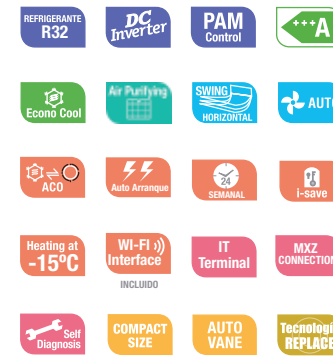 REFRIGERANTE
R32
DC
Inverter
PAM
Control
+++A
Econo Cool
Air Purifying
SWING
HORIZONTAL
AUTO
ACO
Auto Arranque
24
SEMANAL
i-save
Heating at
-15ºC
WI-FI
Interface
INCLUIDO
IT
Terminal
MXZ
CONNECTION
Self
Diagnosis
COMPACT
SIZE
AUTO
VANE
Tecnologi
REPLACE